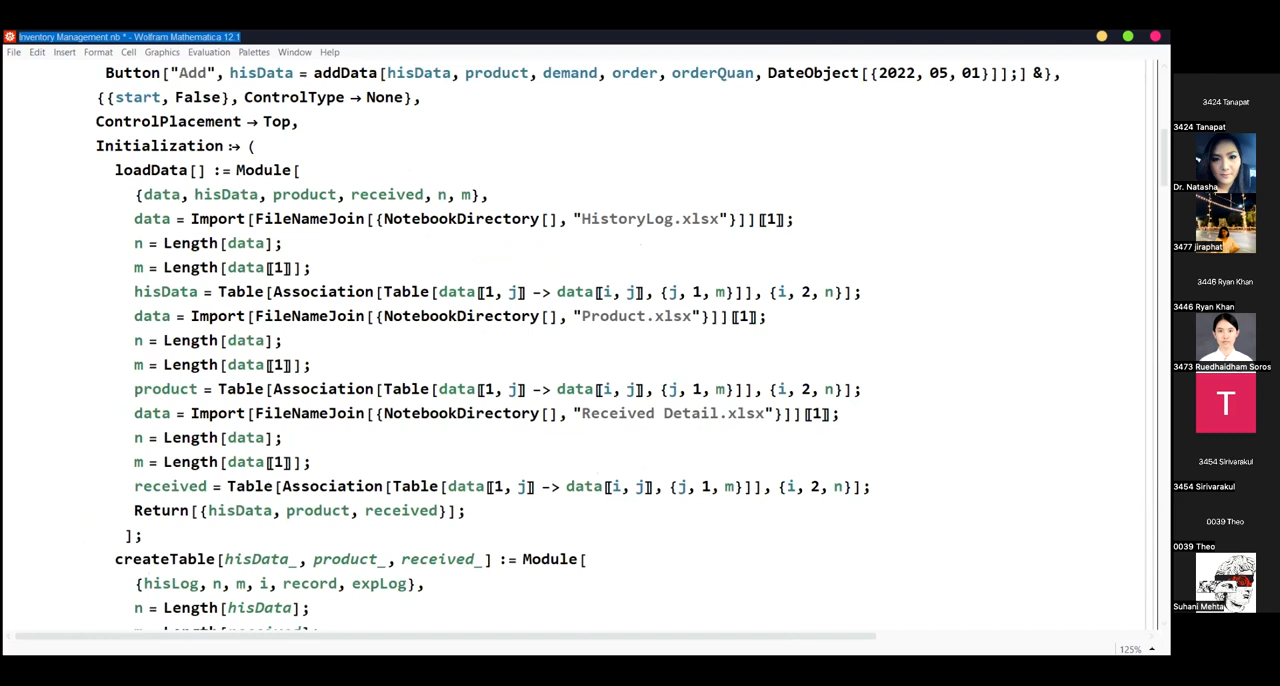 Inventory Management.nb * - Wolfram Mathematica 12.1
File Edit Insert Format Cell Graphics Evaluation Palettes Window Help
Button["Add", hisData = addData[hisData, product, demand, order, orderQuan, DateObject[{2022, 05, 01}]];] &},
{{start, False}, ControlType → None},
ControlPlacement → Top,
Initialization :→ (
loadData[] := Module[
{data, hisData, product, received, n, m},
data = Import[FileNameJoin[{NotebookDirectory[], "HistoryLog.xlsx"}]]〚1〛;
n = Length[data];
m = Length[data〚1〛];
hisData = Table[Association[Table[data〚1, j〛 -> data〚i, j〛, {j, 1, m}]], {i, 2, n}];
data = Import[FileNameJoin[{NotebookDirectory[], "Product.xlsx"}]]〚1〛;
n = Length[data];
m = Length[data〚1〛];
product = Table[Association[Table[data〚1, j〛 -> data〚i, j〛, {j, 1, m}]], {i, 2, n}];
data = Import[FileNameJoin[{NotebookDirectory[], "Received Detail.xlsx"}]]〚1〛;
n = Length[data];
m = Length[data〚1〛];
received = Table[Association[Table[data〚1, j〛 -> data〚i, j〛, {j, 1, m}]], {i, 2, n}];
Return[{hisData, product, received}];
];
createTable[hisData_, product_, received_] := Module[
{hisLog, n, m, i, record, expLog},
n = Length[hisData];
125%
3424 Tanapat
3424 Tanapat
Dr. Natasha
3477 jiraphat
3446 Ryan Khan
3446 Ryan Khan
3473 Ruedhaidham Soros
T
3454 Sirivarakul
3454 Sirivarakul
0039 Theo
0039 Theo
Suhani Mehta